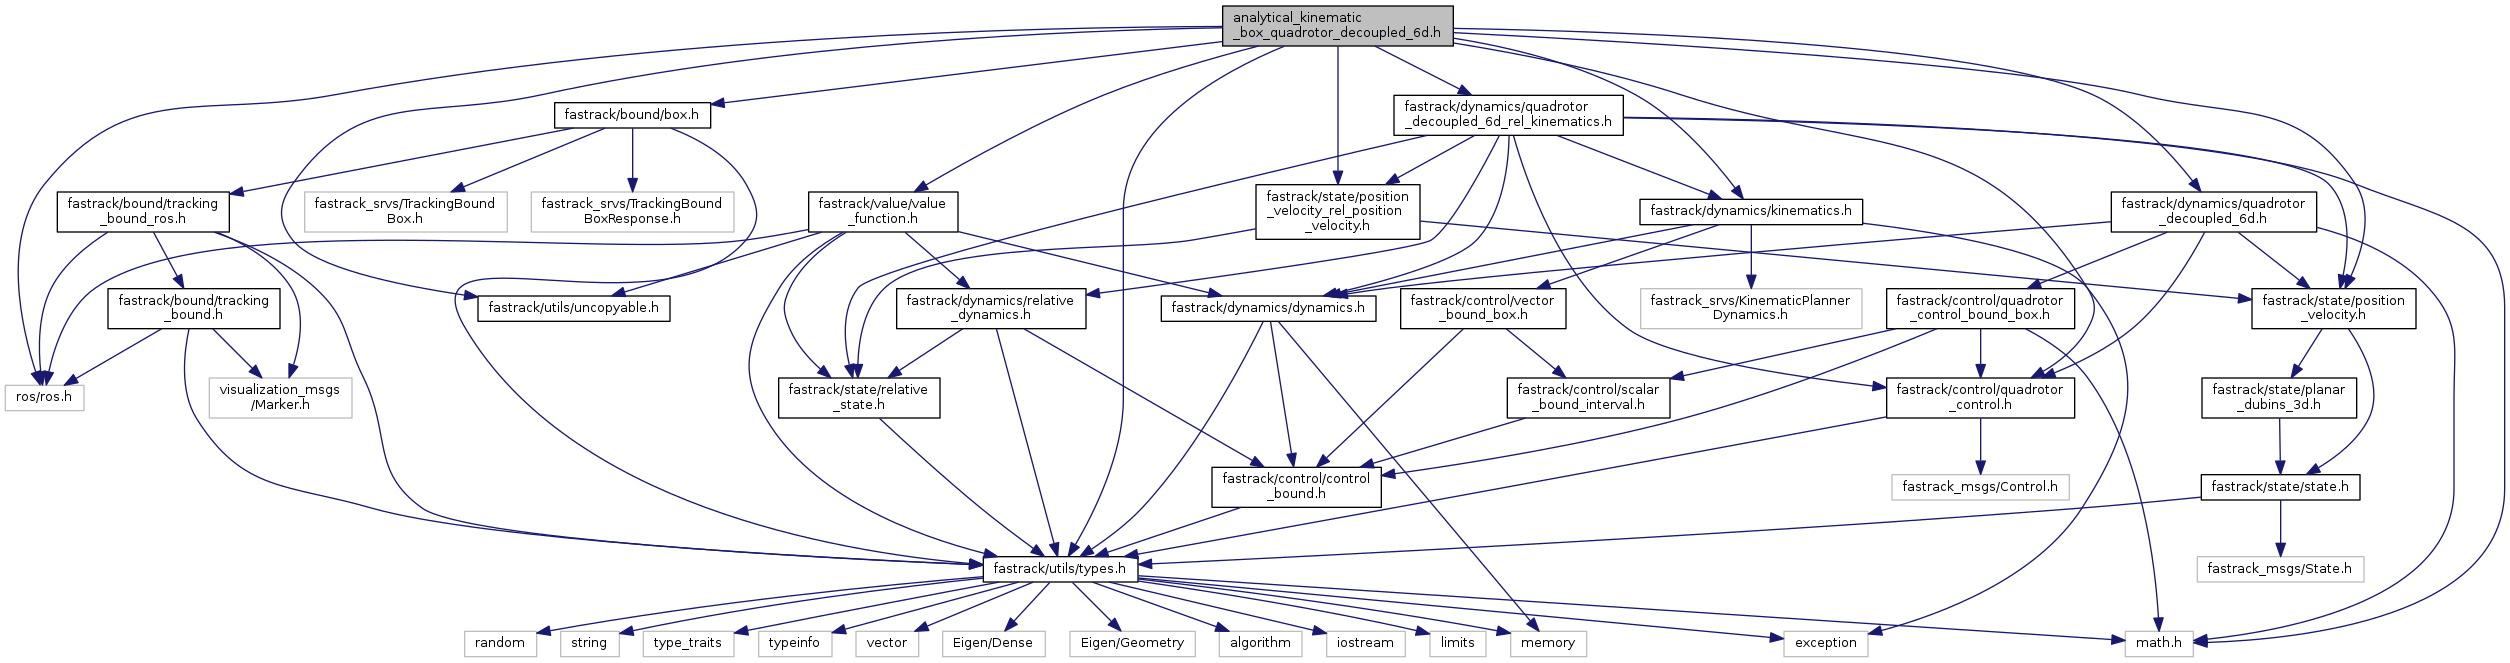 analytical_kinematic
_box_quadrotor_decoupled_6d.h
fastrack/bound/box.h
fastrack/dynamics/quadrotor
_decoupled_6d_rel_kinematics.h
fastrack/bound/tracking
_bound_ros.h
fastrack_srvs/TrackingBound
Box.h
fastrack_srvs/TrackingBound
BoxResponse.h
fastrack/value/value
_function.h
fastrack/state/position
_velocity_rel_position
_velocity.h
fastrack/dynamics/kinematics.h
fastrack/dynamics/quadrotor
_decoupled_6d.h
fastrack/bound/tracking
_bound.h
fastrack/utils/uncopyable.h
fastrack/dynamics/relative
_dynamics.h
fastrack/dynamics/dynamics.h
fastrack/control/vector
_bound_box.h
fastrack_srvs/KinematicPlanner
Dynamics.h
fastrack/control/quadrotor
_control_bound_box.h
fastrack/state/position
_velocity.h
ros/ros.h
visualization_msgs
/Marker.h
fastrack/state/relative
_state.h
fastrack/control/scalar
_bound_interval.h
fastrack/control/quadrotor
_control.h
fastrack/state/planar
_dubins_3d.h
fastrack/control/control
_bound.h
fastrack_msgs/Control.h
fastrack/state/state.h
fastrack/utils/types.h
fastrack_msgs/State.h
random
string
type_traits
typeinfo
vector
Eigen/Dense
Eigen/Geometry
algorithm
iostream
limits
memory
exception
math.h